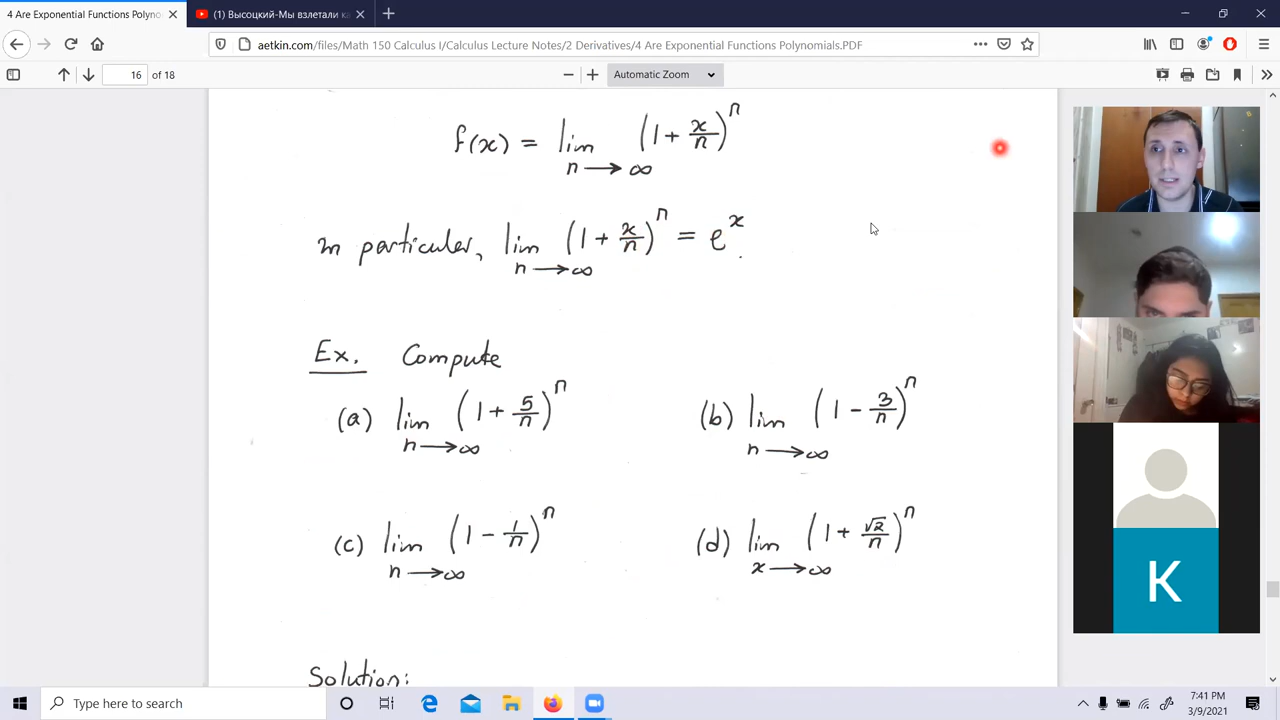 4 Are Exponential Functions Polyno
(1) Высоцкий-Мы взлетали ка
aetkin.com/files/Math 150 Calculus I/Calculus Lecture Notes/2 Derivatives/4 Are Exponential Functions Polynomials.PDF
16 of 18
Automatic Zoom
f(x) = lim n→∞ (1 + x/n)^n
In particular, lim n→∞ (1 + x/n)^n = e^x.
Ex. Compute
(a) lim n→∞ (1 + 5/n)^n
(b) lim n→∞ (1 - 3/n)^n
(c) lim n→∞ (1 - 1/n)^n
(d) lim x→∞ (1 + √2/n)^n
Solution:
K
Type here to search
7:41 PM
3/9/2021